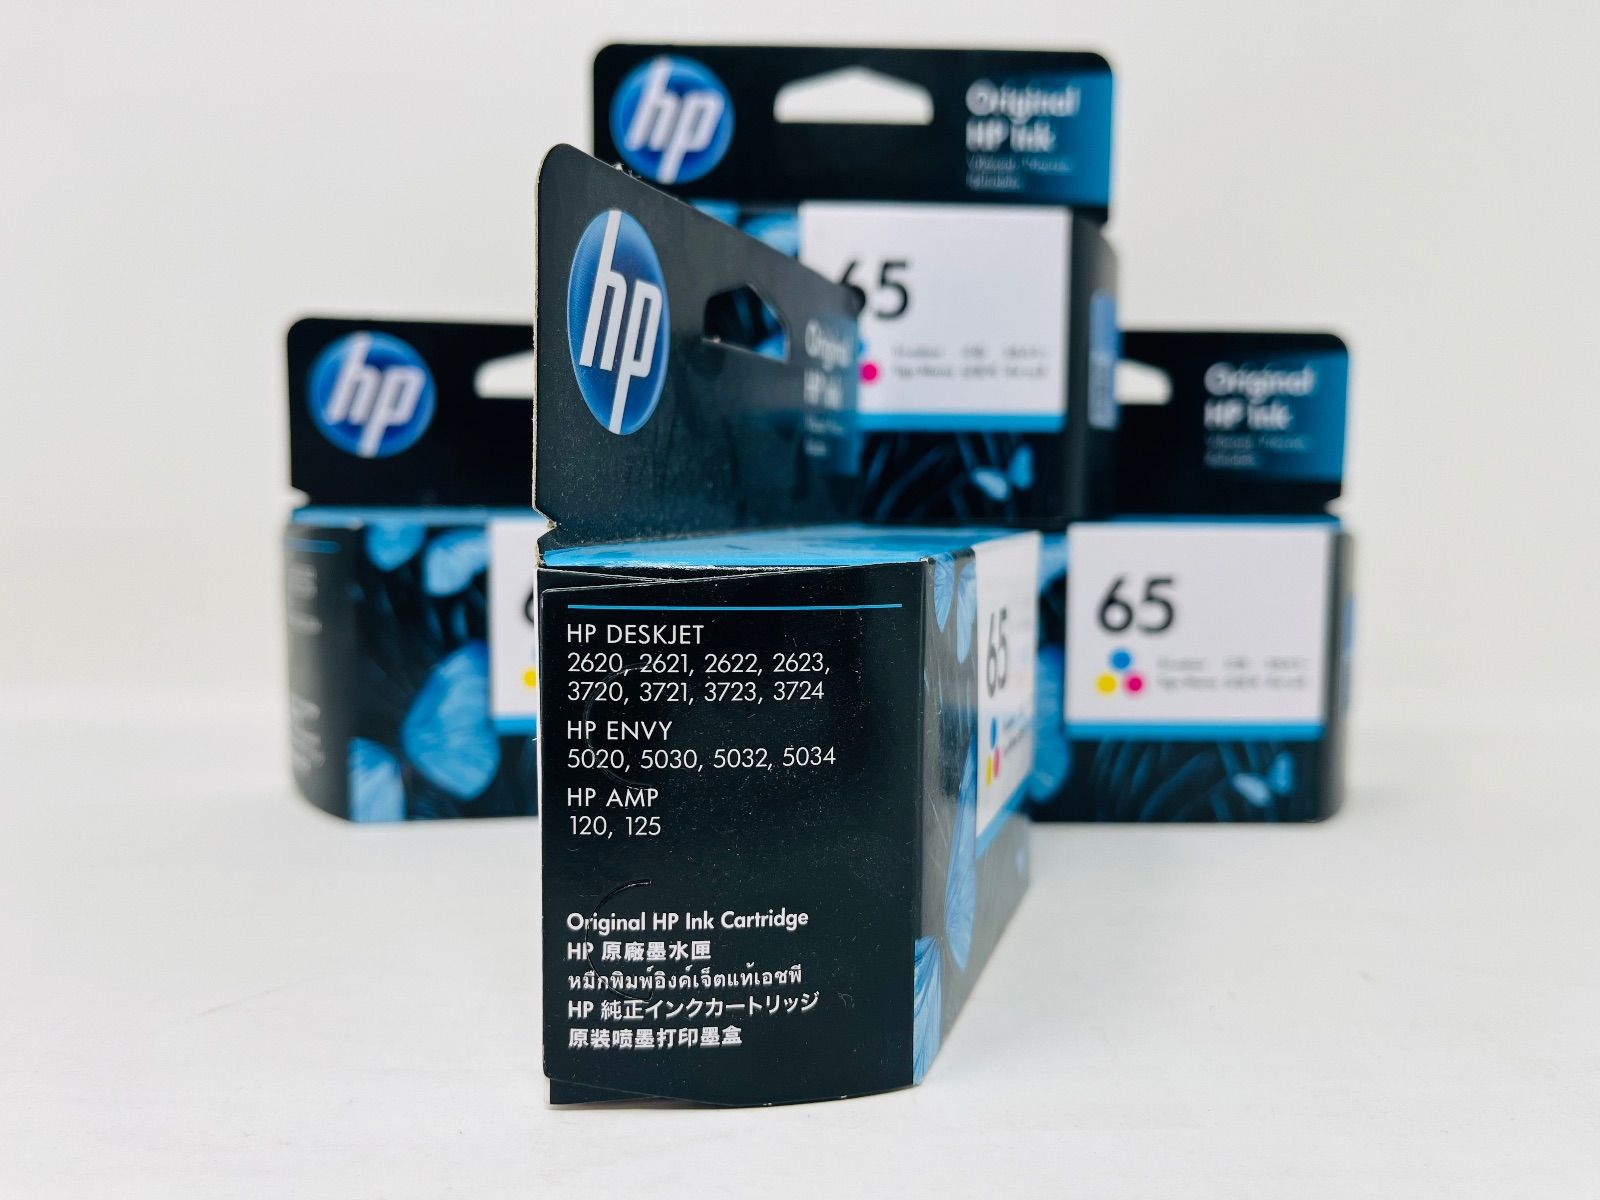 hp
Original
HP Ink
65
hp
Original
HP Ink
hp
Original
HP Ink
65
65
HP DESKJET
2620, 2621, 2622, 2623,
3720, 3721, 3723, 3724
HP ENVY
5020, 5030, 5032, 5034
HP AMP
120, 125
Original HP Ink Cartridge
HP 原廠墨水匣
หมึกพิมพ์อิงค์เจ็ตแท้เอชพี
HP 純正インクカートリッジ
原装喷墨打印墨盒